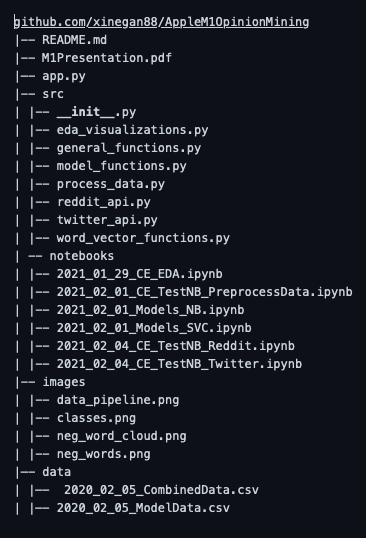 github.com/xinegan88/AppleM1OpinionMining
|-- README.md
|-- M1Presentation.pdf
|-- app.py
|-- src
| |-- __init__.py
| |-- eda_visualizations.py
| |-- general_functions.py
| |-- model_functions.py
| |-- process_data.py
| |-- reddit_api.py
| |-- twitter_api.py
| |-- word_vector_functions.py
| -- notebooks
| |-- 2021_01_29_CE_EDA.ipynb
| |-- 2021_02_01_CE_TestNB_PreprocessData.ipynb
| |-- 2021_02_01_Models_NB.ipynb
| |-- 2021_02_01_Models_SVC.ipynb
| |-- 2021_02_04_CE_TestNB_Reddit.ipynb
| |-- 2021_02_04_CE_TestNB_Twitter.ipynb
|-- images
| |-- data_pipeline.png
| |-- classes.png
| |-- neg_word_cloud.png
| |-- neg_words.png
|-- data
| |--  2020_02_05_CombinedData.csv
| |-- 2020_02_05_ModelData.csv